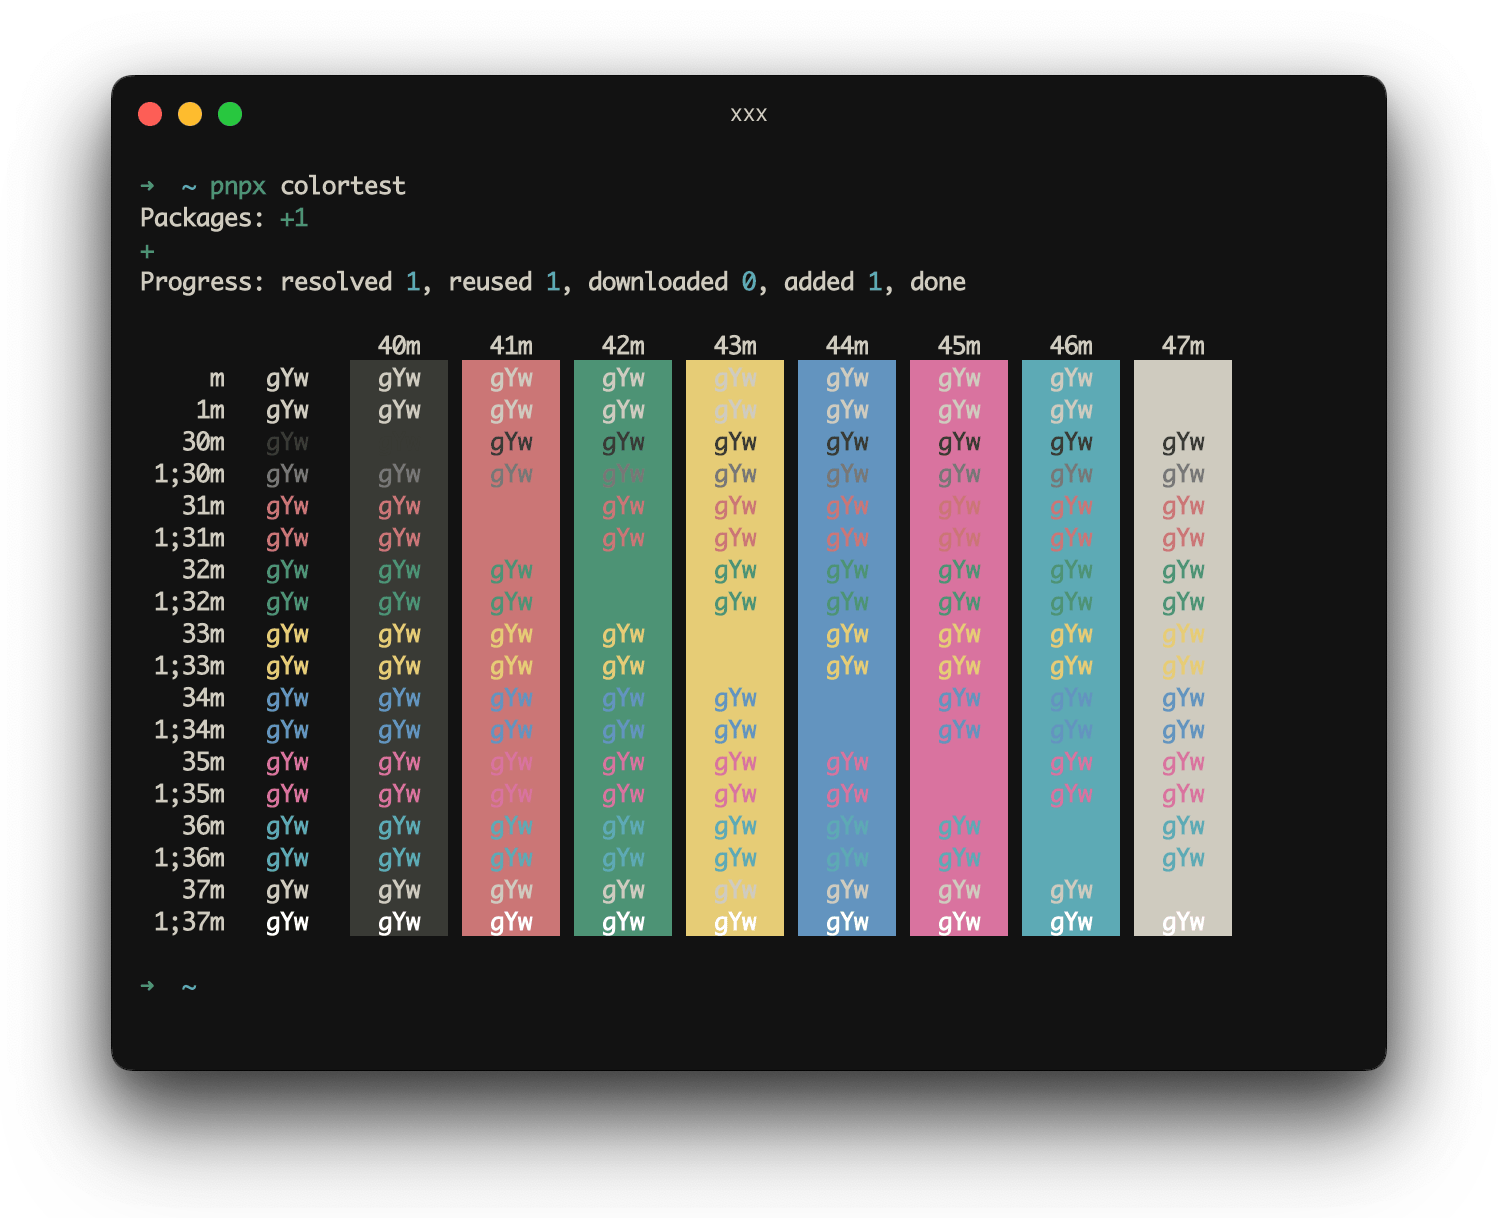 xxx
➜ ~ pnpx colortest
Packages: +1
+
Progress: resolved 1, reused 1, downloaded 0, added 1, done
40m 41m 42m 43m 44m 45m 46m 47m
m gYw gYw gYw gYw gYw gYw gYw gYw
1m gYw gYw gYw gYw gYw gYw gYw gYw
30m gYw gYw gYw gYw gYw gYw gYw gYw
1;30m gYw gYw gYw gYw gYw gYw gYw gYw gYw
31m gYw gYw gYw gYw gYw gYw gYw gYw
1;31m gYw gYw gYw gYw gYw gYw gYw gYw
32m gYw gYw gYw gYw gYw gYw gYw gYw
1;32m gYw gYw gYw gYw gYw gYw gYw gYw
33m gYw gYw gYw gYw gYw gYw gYw gYw
1;33m gYw gYw gYw gYw gYw gYw gYw gYw
34m gYw gYw gYw gYw gYw gYw gYw gYw
1;34m gYw gYw gYw gYw gYw gYw gYw gYw
35m gYw gYw gYw gYw gYw gYw gYw gYw
1;35m gYw gYw gYw gYw gYw gYw gYw gYw
36m gYw gYw gYw gYw gYw gYw gYw gYw
1;36m gYw gYw gYw gYw gYw gYw gYw gYw
37m gYw gYw gYw gYw gYw gYw gYw gYw
1;37m gYw gYw gYw gYw gYw gYw gYw gYw gYw
➜ ~